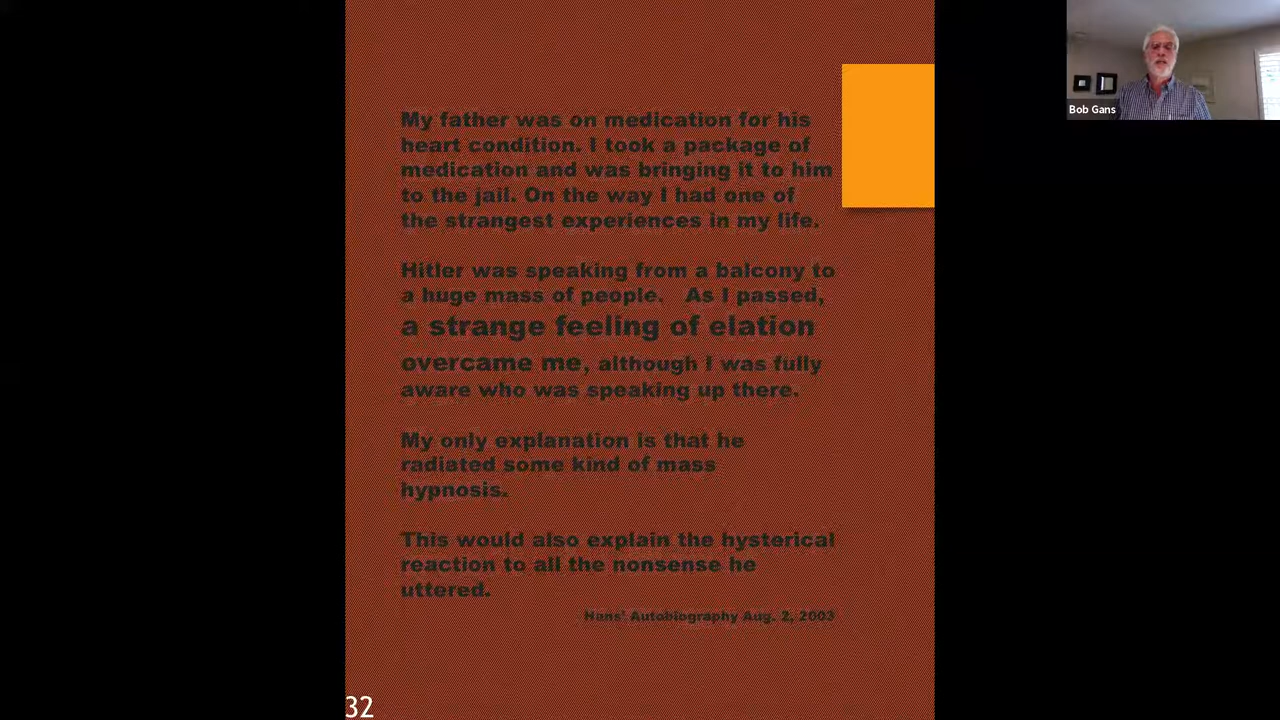 My father was on medication for his
heart condition. I took a package of
medication and was bringing it to him
to the jail. On the way I had one of
the strangest experiences in my life.
Hitler was speaking from a balcony to
a huge mass of people. As I passed,
a strange feeling of elation
overcame me, although I was fully
aware who was speaking up there.
My only explanation is that he
radiated some kind of mass
hypnosis.
This would also explain the hysterical
reaction to all the nonsense he
uttered.
Hans' Autobiography Aug. 2, 2003
32
Bob Gans